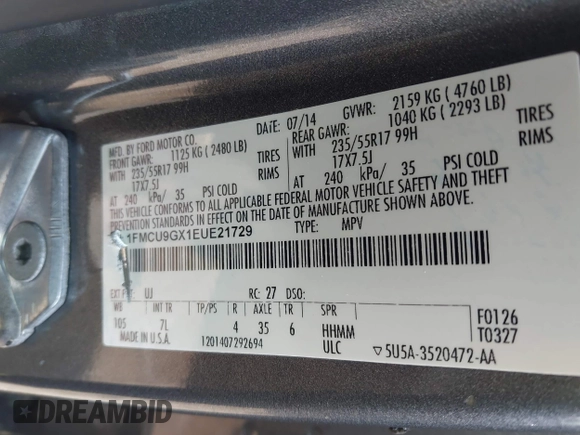 MFD. BY FORD MOTOR CO.
DATE: 07/14 GVWR: 2159 KG ( 4760 LB)
FRONT GAWR: 1125 KG ( 2480 LB) REAR GAWR: 1040 KG ( 2293 LB)
WITH 235/55R17 99H TIRES WITH 235/55R17 99H TIRES
17X7.5J RIMS 17X7.5J RIMS
AT 240 kPa/ 35 PSI COLD AT 240 kPa/ 35 PSI COLD
THIS VEHICLE CONFORMS TO ALL APPLICABLE FEDERAL MOTOR VEHICLE SAFETY AND THEFT
PREVENTION STANDARDS IN EFFECT ON THE DATE OF MANUFACTURE SHOWN ABOVE.
1FMCU9GX1EUE21729 TYPE: MPV
EXT UJ RC: 27 DSO:
WB INT TR TP/PS R AXLE TR SPR
105 7L 4 35 6 HHMM F0126
MADE IN U.S.A. ULC T0327
1201407292694 ▽5U5A-3520472-AA
DREAMBID